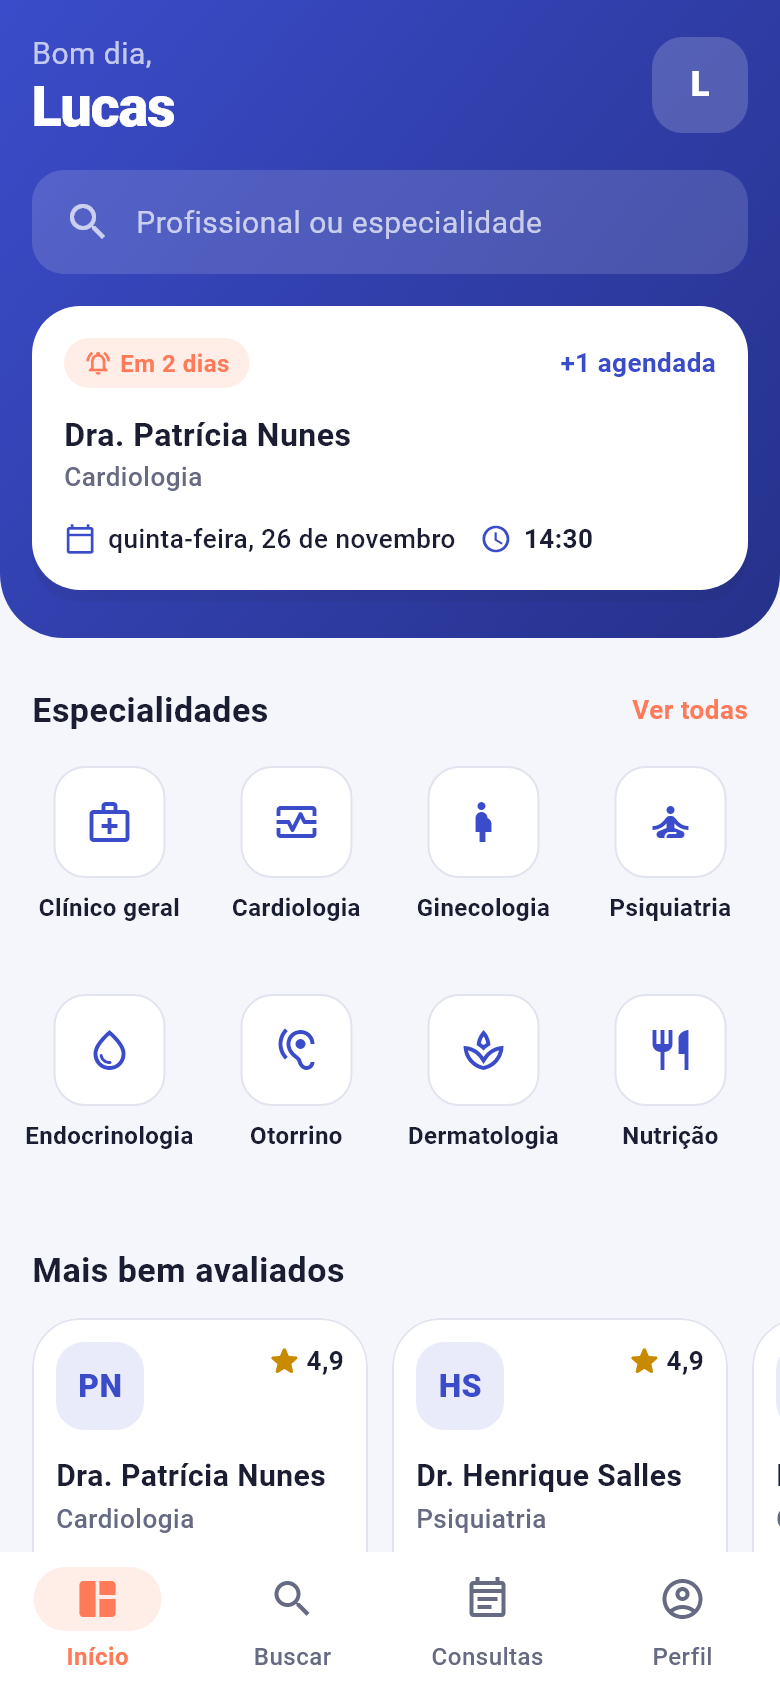 Bom dia,
Lucas
L
Profissional ou especialidade
Em 2 dias
+1 agendada
Dra. Patrícia Nunes
Cardiologia
quinta-feira, 26 de novembro
14:30
Especialidades
Ver todas
Clínico geral
Cardiologia
Ginecologia
Psiquiatria
Endocrinologia
Otorrino
Dermatologia
Nutrição
Mais bem avaliados
PN
4,9
HS
4,9
Dra. Patrícia Nunes
Dr. Henrique Salles
Cardiologia
Psiquiatria
Início
Buscar
Consultas
Perfil